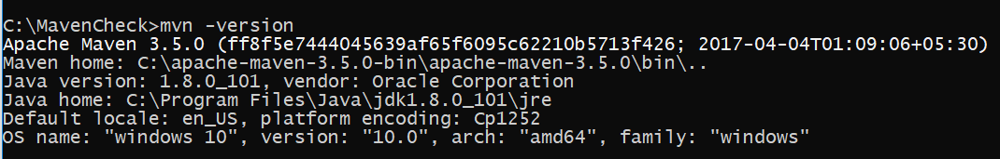 C:\MavenCheck>mvn -version
Apache Maven 3.5.0 (ff8f5e7444045639af65f6095c62210b5713f426; 2017-04-04T01:09:06+05:30)
Maven home: C:\apache-maven-3.5.0-bin\apache-maven-3.5.0\bin\..
Java version: 1.8.0_101, vendor: Oracle Corporation
Java home: C:\Program Files\Java\jdk1.8.0_101\jre
Default locale: en_US, platform encoding: Cp1252
OS name: "windows 10", version: "10.0", arch: "amd64", family: "windows"